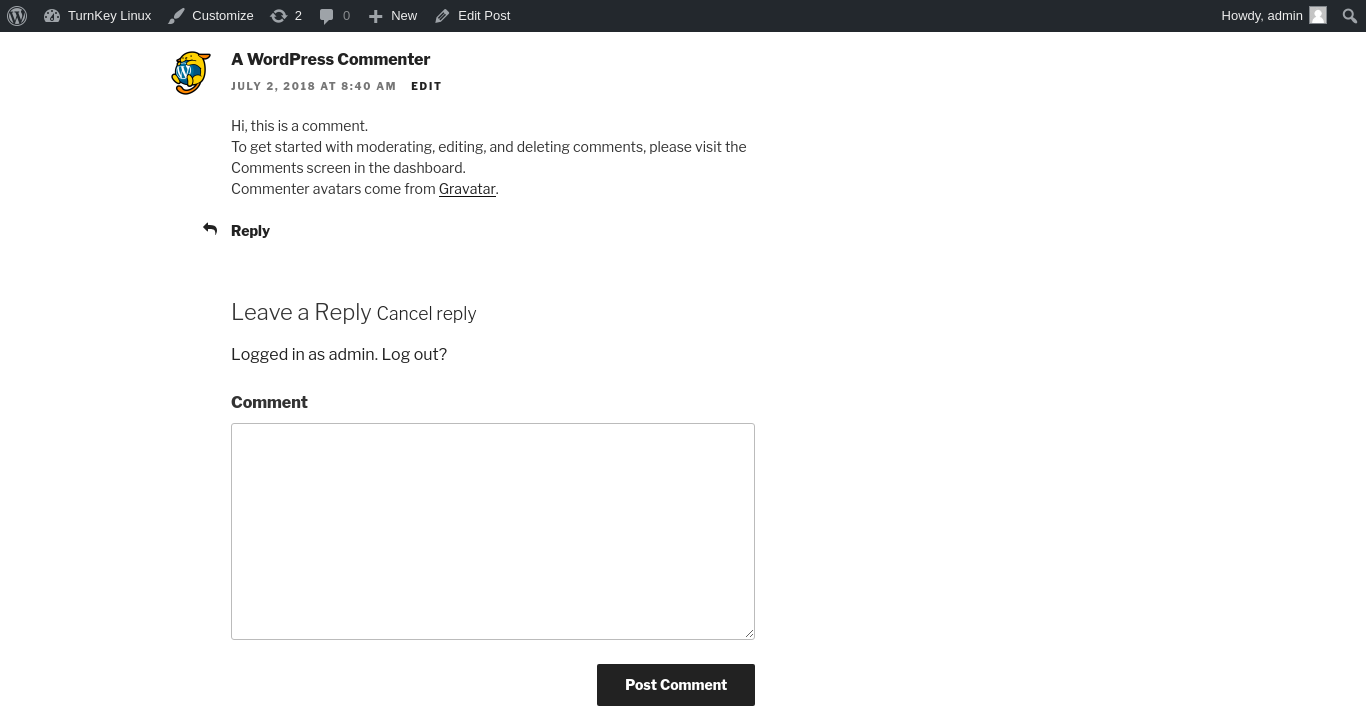 TurnKey Linux Customize 2 0 New Edit Post Howdy, admin
A WordPress Commenter
JULY 2, 2018 AT 8:40 AM EDIT
Hi, this is a comment.
To get started with moderating, editing, and deleting comments, please visit the
Comments screen in the dashboard.
Commenter avatars come from Gravatar.
Reply
Leave a Reply Cancel reply
Logged in as admin. Log out?
Comment
Post Comment